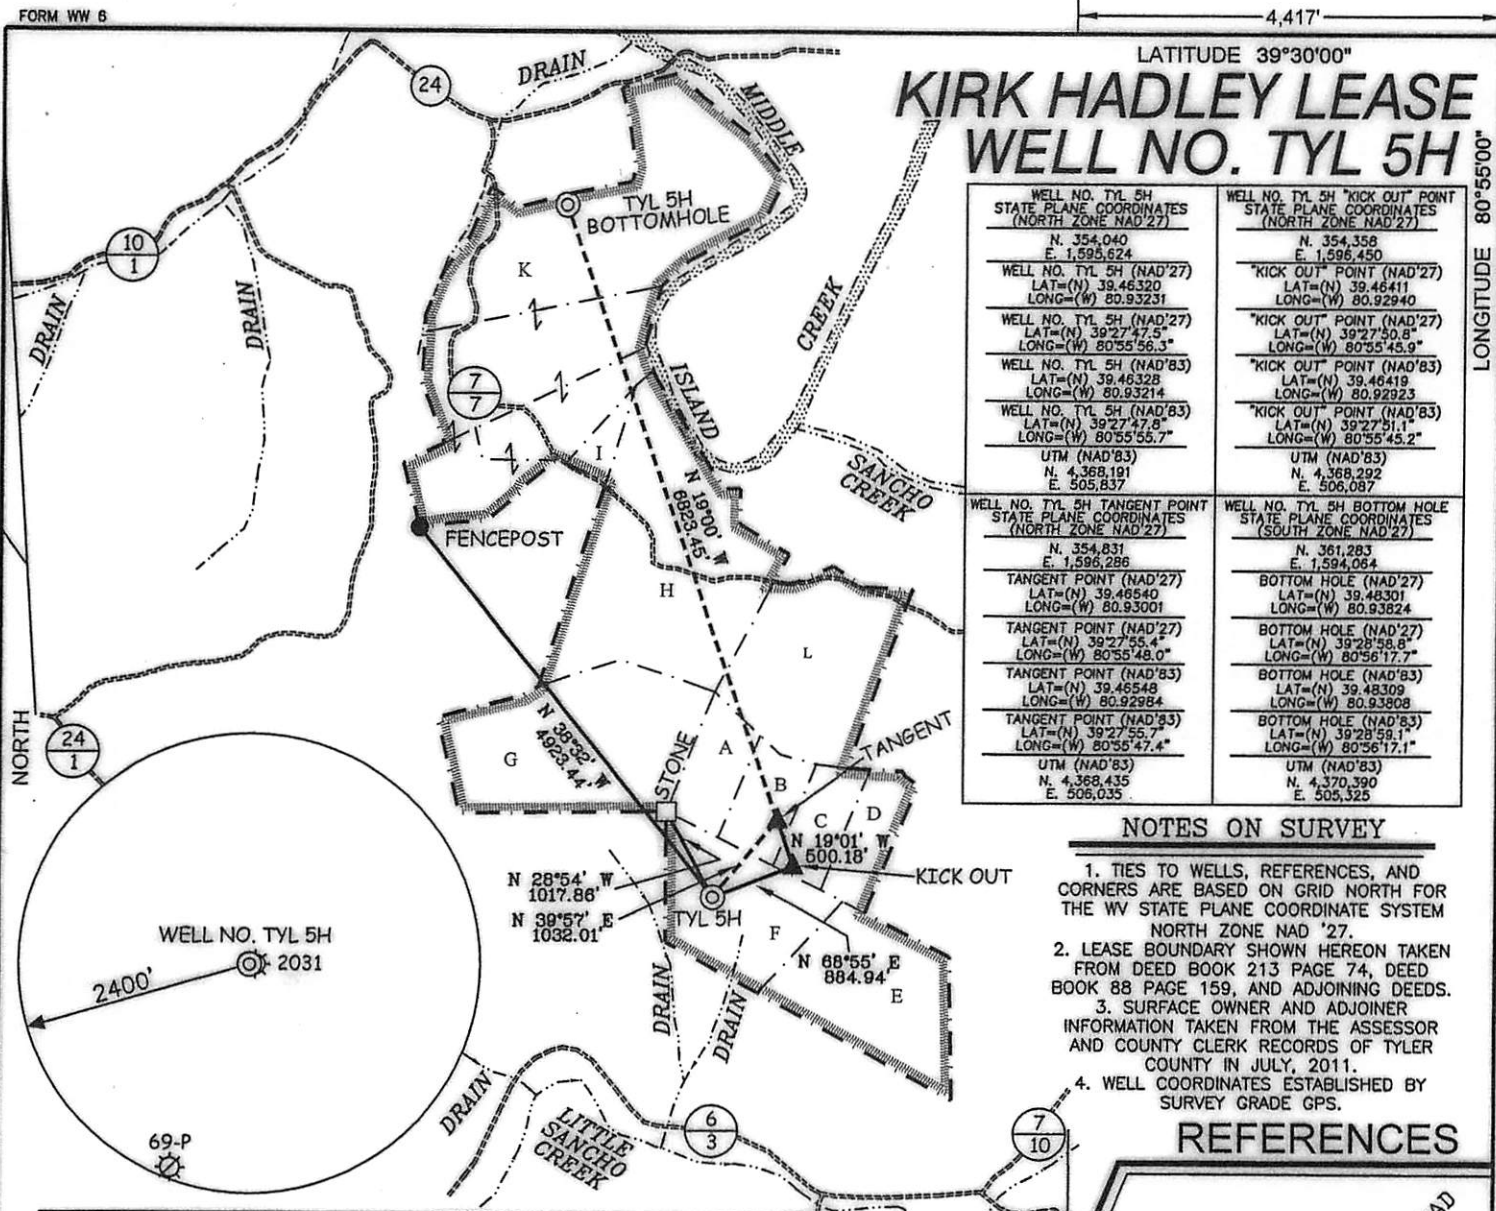 FORM WW 6
4,417'
LATITUDE 39°30'00"
KIRK HADLEY LEASE
WELL NO. TYL 5H
LONGITUDE 80°55'00"
WELL NO. TYL 5H
STATE PLANE COORDINATES
(NORTH ZONE NAD'27)
N. 354,040
E. 1,595,624
WELL NO. TYL 5H (NAD'27)
LAT=(N) 39.46320
LONG=(W) 80.93231
WELL NO. TYL 5H (NAD'27)
LAT=(N) 39°27'47.5"
LONG=(W) 80°55'56.3"
WELL NO. TYL 5H (NAD'83)
LAT=(N) 39.46328
LONG=(W) 80.93214
WELL NO. TYL 5H (NAD'83)
LAT=(N) 39°27'47.8"
LONG=(W) 80°55'55.7"
UTM (NAD'83)
N. 4,368,191
E. 505,837
WELL NO. TYL 5H "KICK OUT" POINT
STATE PLANE COORDINATES
(NORTH ZONE NAD'27)
N. 354,358
E. 1,596,450
"KICK OUT" POINT (NAD'27)
LAT=(N) 39.46411
LONG=(W) 80.92940
"KICK OUT" POINT (NAD'27)
LAT=(N) 39°27'50.8"
LONG=(W) 80°55'45.9"
"KICK OUT" POINT (NAD'83)
LAT=(N) 39.46419
LONG=(W) 80.92923
"KICK OUT" POINT (NAD'83)
LAT=(N) 39°27'51.1"
LONG=(W) 80°55'45.2"
UTM (NAD'83)
N. 4,368,292
E. 506,087
WELL NO. TYL 5H TANGENT POINT
STATE PLANE COORDINATES
(NORTH ZONE NAD'27)
N. 354,831
E. 1,596,286
TANGENT POINT (NAD'27)
LAT=(N) 39.46540
LONG=(W) 80.93001
TANGENT POINT (NAD'27)
LAT=(N) 39°27'55.4"
LONG=(W) 80°55'48.0"
TANGENT POINT (NAD'83)
LAT=(N) 39.46548
LONG=(W) 80.92984
TANGENT POINT (NAD'83)
LAT=(N) 39°27'55.7"
LONG=(W) 80°55'47.4"
UTM (NAD'83)
N. 4,368,435
E. 506,035
WELL NO. TYL 5H BOTTOM HOLE
STATE PLANE COORDINATES
(SOUTH ZONE NAD'27)
N. 361,283
E. 1,594,064
BOTTOM HOLE (NAD'27)
LAT=(N) 39.48301
LONG=(W) 80.93824
BOTTOM HOLE (NAD'27)
LAT=(N) 39°28'58.8"
LONG=(W) 80°56'17.7"
BOTTOM HOLE (NAD'83)
LAT=(N) 39.48309
LONG=(W) 80.93808
BOTTOM HOLE (NAD'83)
LAT=(N) 39°28'59.1"
LONG=(W) 80°56'17.1"
UTM (NAD'83)
N. 4,370,390
E. 505,325
24
DRAIN
MIDDLE
TYL 5H
BOTTOMHOLE
10
1
DRAIN
DRAIN
K
CREEK
7
7
ISLAND
I
SANCHO
CREEK
N 19°00' W
6823.45'
FENCEPOST
H
L
NORTH
24
1
G
N 38°32' W
4923.44'
STONE
A
TANGENT
B
C
D
N 19°01' W
500.18'
KICK OUT
N 28°54' W
1017.86'
N 39°57' E
1032.01'
TYL 5H
F
N 68°55' E
884.94'
E
WELL NO. TYL 5H
2031
2400'
69-P
DRAIN
DRAIN
DRAIN
LITTLE
SANCHO
CREEK
6
3
7
10
NOTES ON SURVEY
1. TIES TO WELLS, REFERENCES, AND
CORNERS ARE BASED ON GRID NORTH FOR
THE WV STATE PLANE COORDINATE SYSTEM
NORTH ZONE NAD '27.
2. LEASE BOUNDARY SHOWN HEREON TAKEN
FROM DEED BOOK 213 PAGE 74, DEED
BOOK 88 PAGE 159, AND ADJOINING DEEDS.
3. SURFACE OWNER AND ADJOINER
INFORMATION TAKEN FROM THE ASSESSOR
AND COUNTY CLERK RECORDS OF TYLER
COUNTY IN JULY, 2011.
4. WELL COORDINATES ESTABLISHED BY
SURVEY GRADE GPS.
REFERENCES